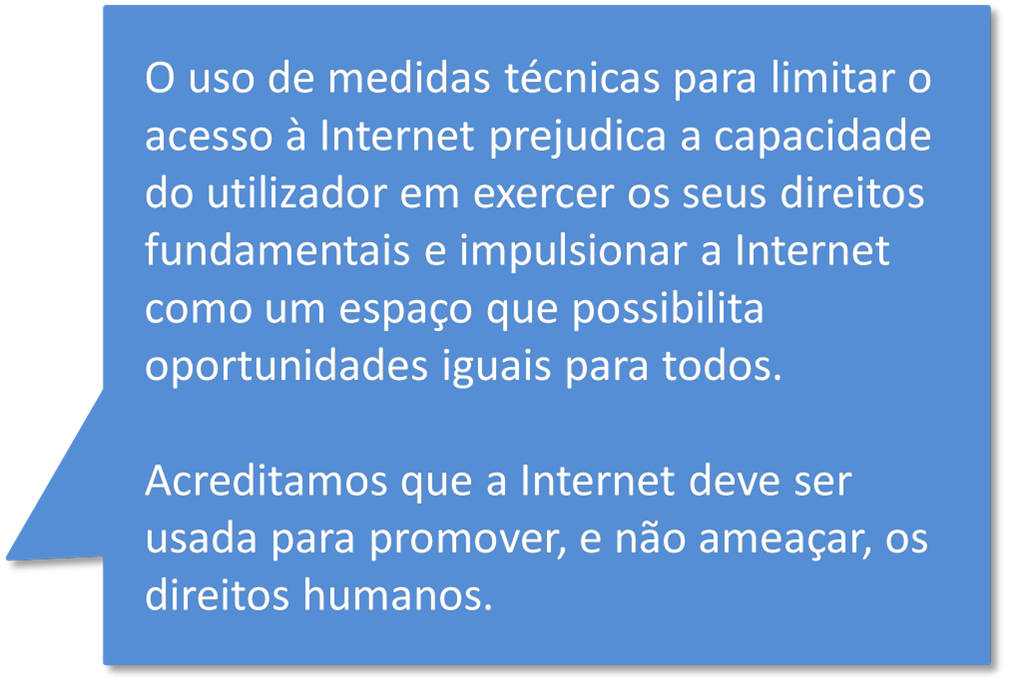 O uso de medidas técnicas para limitar o
acesso à Internet prejudica a capacidade
do utilizador em exercer os seus direitos
fundamentais e impulsionar a Internet
como um espaço que possibilita
oportunidades iguais para todos.
Acreditamos que a Internet deve ser
usada para promover, e não ameaçar, os
direitos humanos.